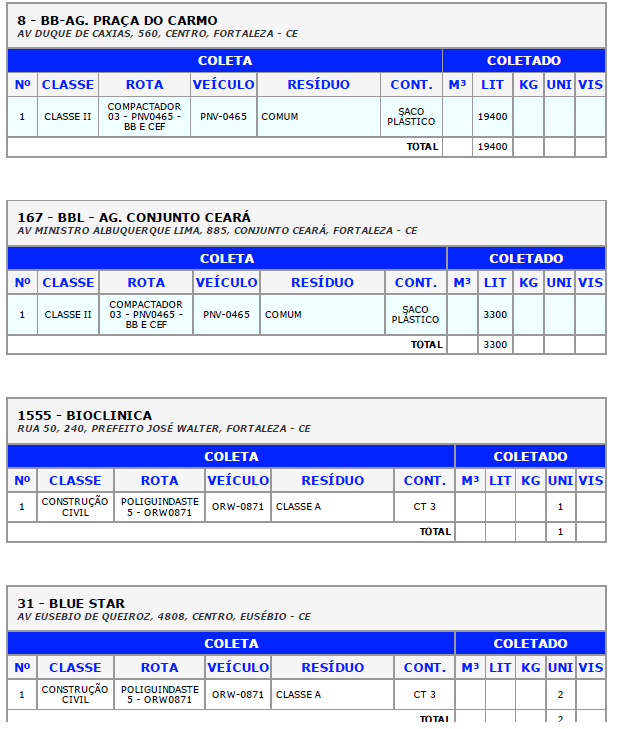 8 - BB-AG. PRAÇA DO CARMO
AV DUQUE DE CAXIAS, 560, CENTRO, FORTALEZA - CE
COLETA COLETADO
Nº CLASSE ROTA VEÍCULO RESÍDUO CONT. M³ LIT KG UNI VIS
1 CLASSE II COMPACTADOR 03 - PNV0465 - BB E CEF PNV-0465 COMUM SACO PLÁSTICO 19400
TOTAL 19400
167 - BBL - AG. CONJUNTO CEARÁ
AV MINISTRO ALBUQUERQUE LIMA, 885, CONJUNTO CEARÁ, FORTALEZA - CE
COLETA COLETADO
Nº CLASSE ROTA VEÍCULO RESÍDUO CONT. M³ LIT KG UNI VIS
1 CLASSE II COMPACTADOR 03 - PNV0465 - BB E CEF PNV-0465 COMUM SACO PLÁSTICO 3300
TOTAL 3300
1555 - BIOCLINICA
RUA 50, 240, PREFEITO JOSÉ WALTER, FORTALEZA - CE
COLETA COLETADO
Nº CLASSE ROTA VEÍCULO RESÍDUO CONT. M³ LIT KG UNI VIS
1 CONSTRUÇÃO CIVIL POLIGUINDASTE 5 - ORW0871 ORW-0871 CLASSE A CT 3 1
TOTAL 1
31 - BLUE STAR
AV EUSEBIO DE QUEIROZ, 4808, CENTRO, EUSÉBIO - CE
COLETA COLETADO
Nº CLASSE ROTA VEÍCULO RESÍDUO CONT. M³ LIT KG UNI VIS
1 CONSTRUÇÃO CIVIL POLIGUINDASTE 5 - ORW0871 ORW-0871 CLASSE A CT 3 2
TOTAL 2